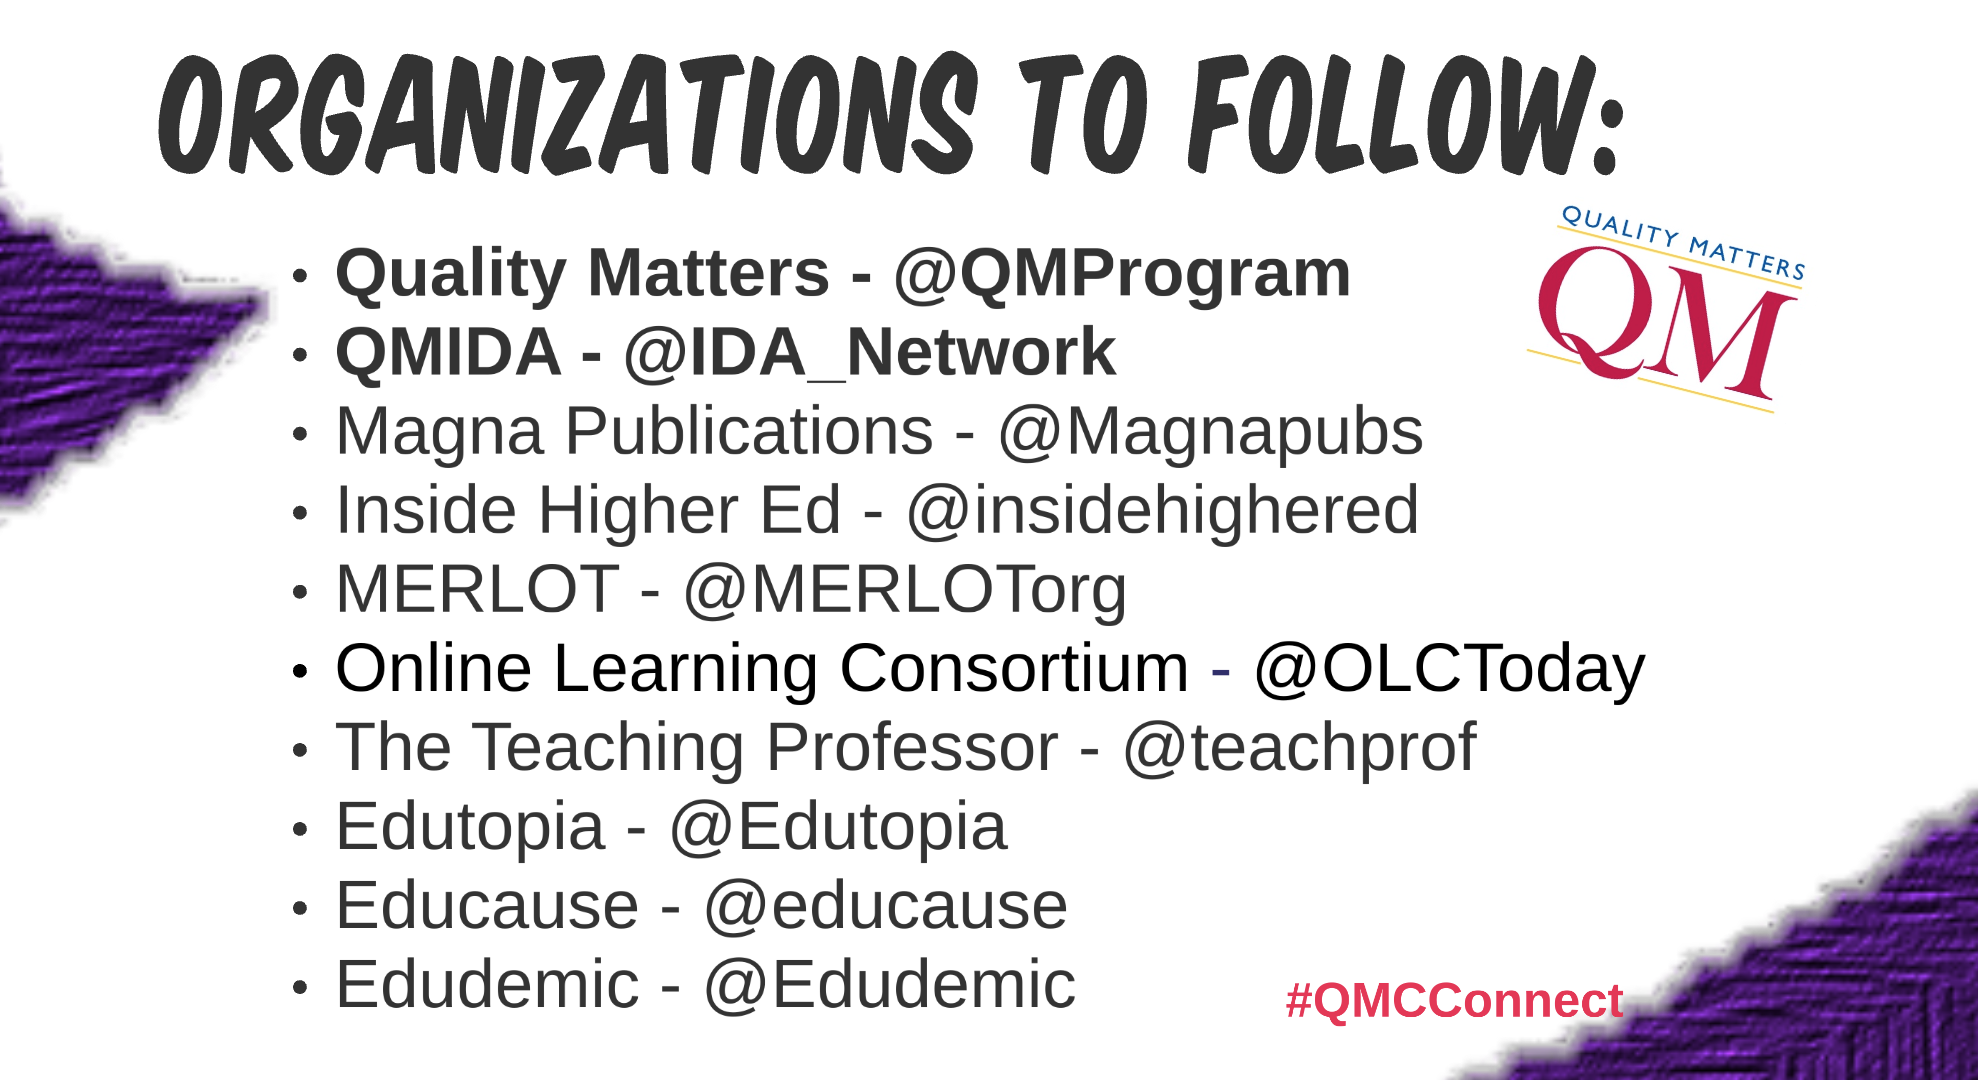 ORGANIZATIONS TO FOLLOW:
QUALITY MATTERS
QM
• Quality Matters - @QMProgram
• QMIDA - @IDA_Network
• Magna Publications - @Magnapubs
• Inside Higher Ed - @insidehighered
• MERLOT - @MERLOTorg
• Online Learning Consortium - @OLCToday
• The Teaching Professor - @teachprof
• Edutopia - @Edutopia
• Educause - @educause
• Edudemic - @Edudemic
#QMCConnect